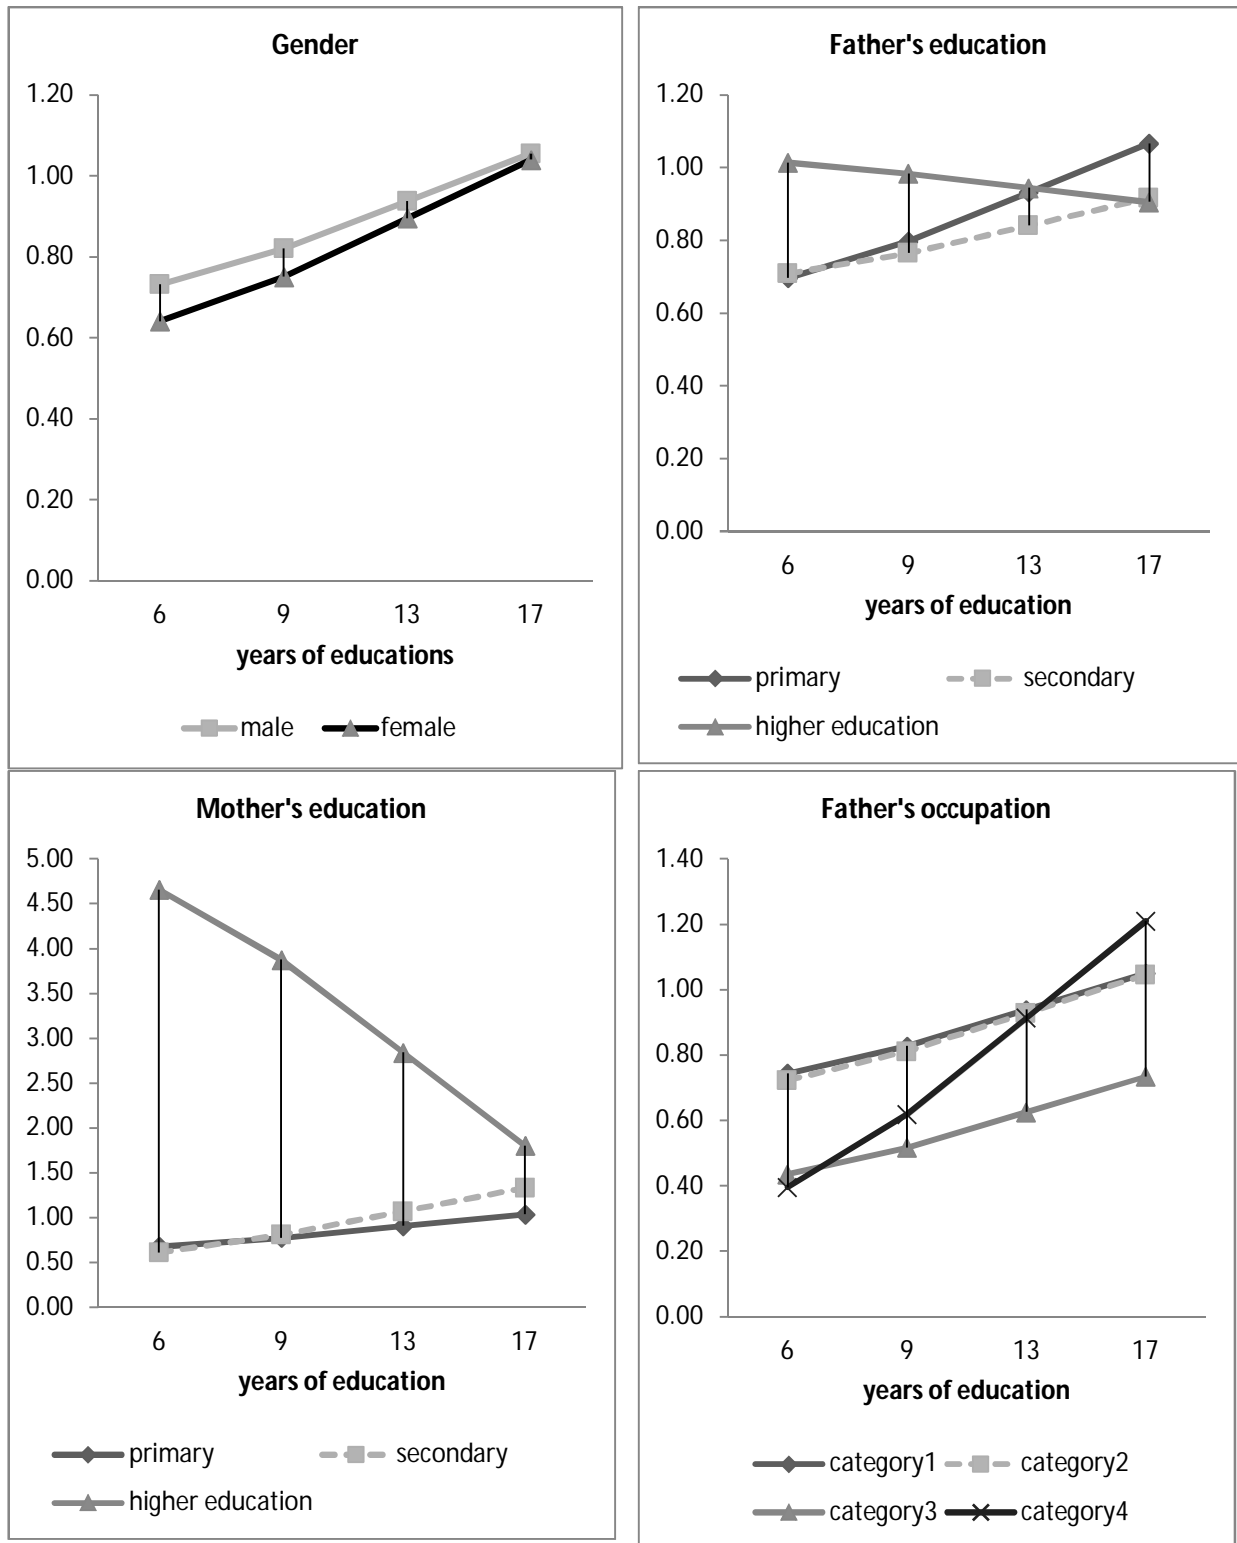 Gender
1.20
1.00
0.80
0.60
0.40
0.20
0.00
6 9 13 17
years of educations
male female
Father's education
1.20
1.00
0.80
0.60
0.40
0.20
0.00
6 9 13 17
years of education
primary secondary
higher education
Mother's education
5.00
4.50
4.00
3.50
3.00
2.50
2.00
1.50
1.00
0.50
0.00
6 9 13 17
years of education
primary secondary
higher education
Father's occupation
1.40
1.20
1.00
0.80
0.60
0.40
0.20
0.00
6 9 13 17
years of education
category1 category2
category3 category4